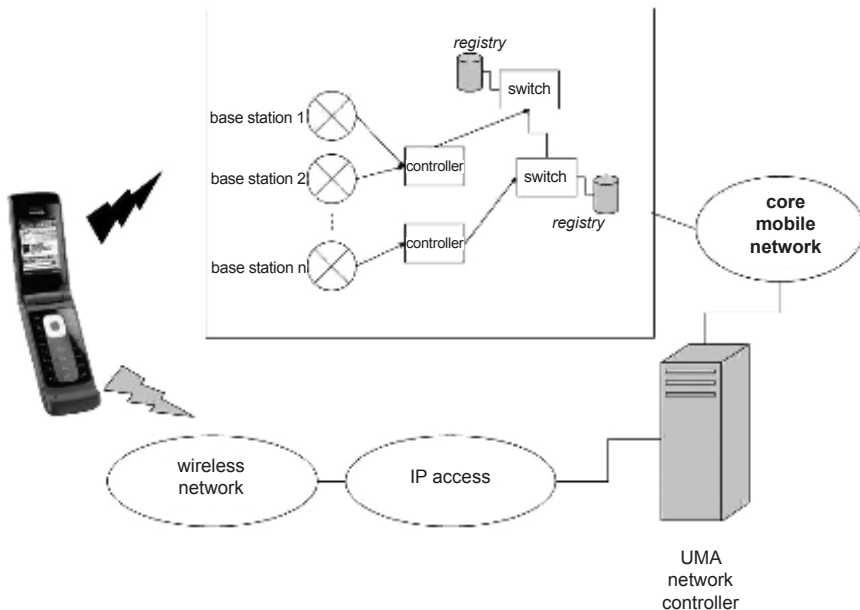 registry
switch
base station 1
controller
base station 2
switch
registry
core
mobile
network
controller
base station n
wireless
network
IP access
UMA
network
controller